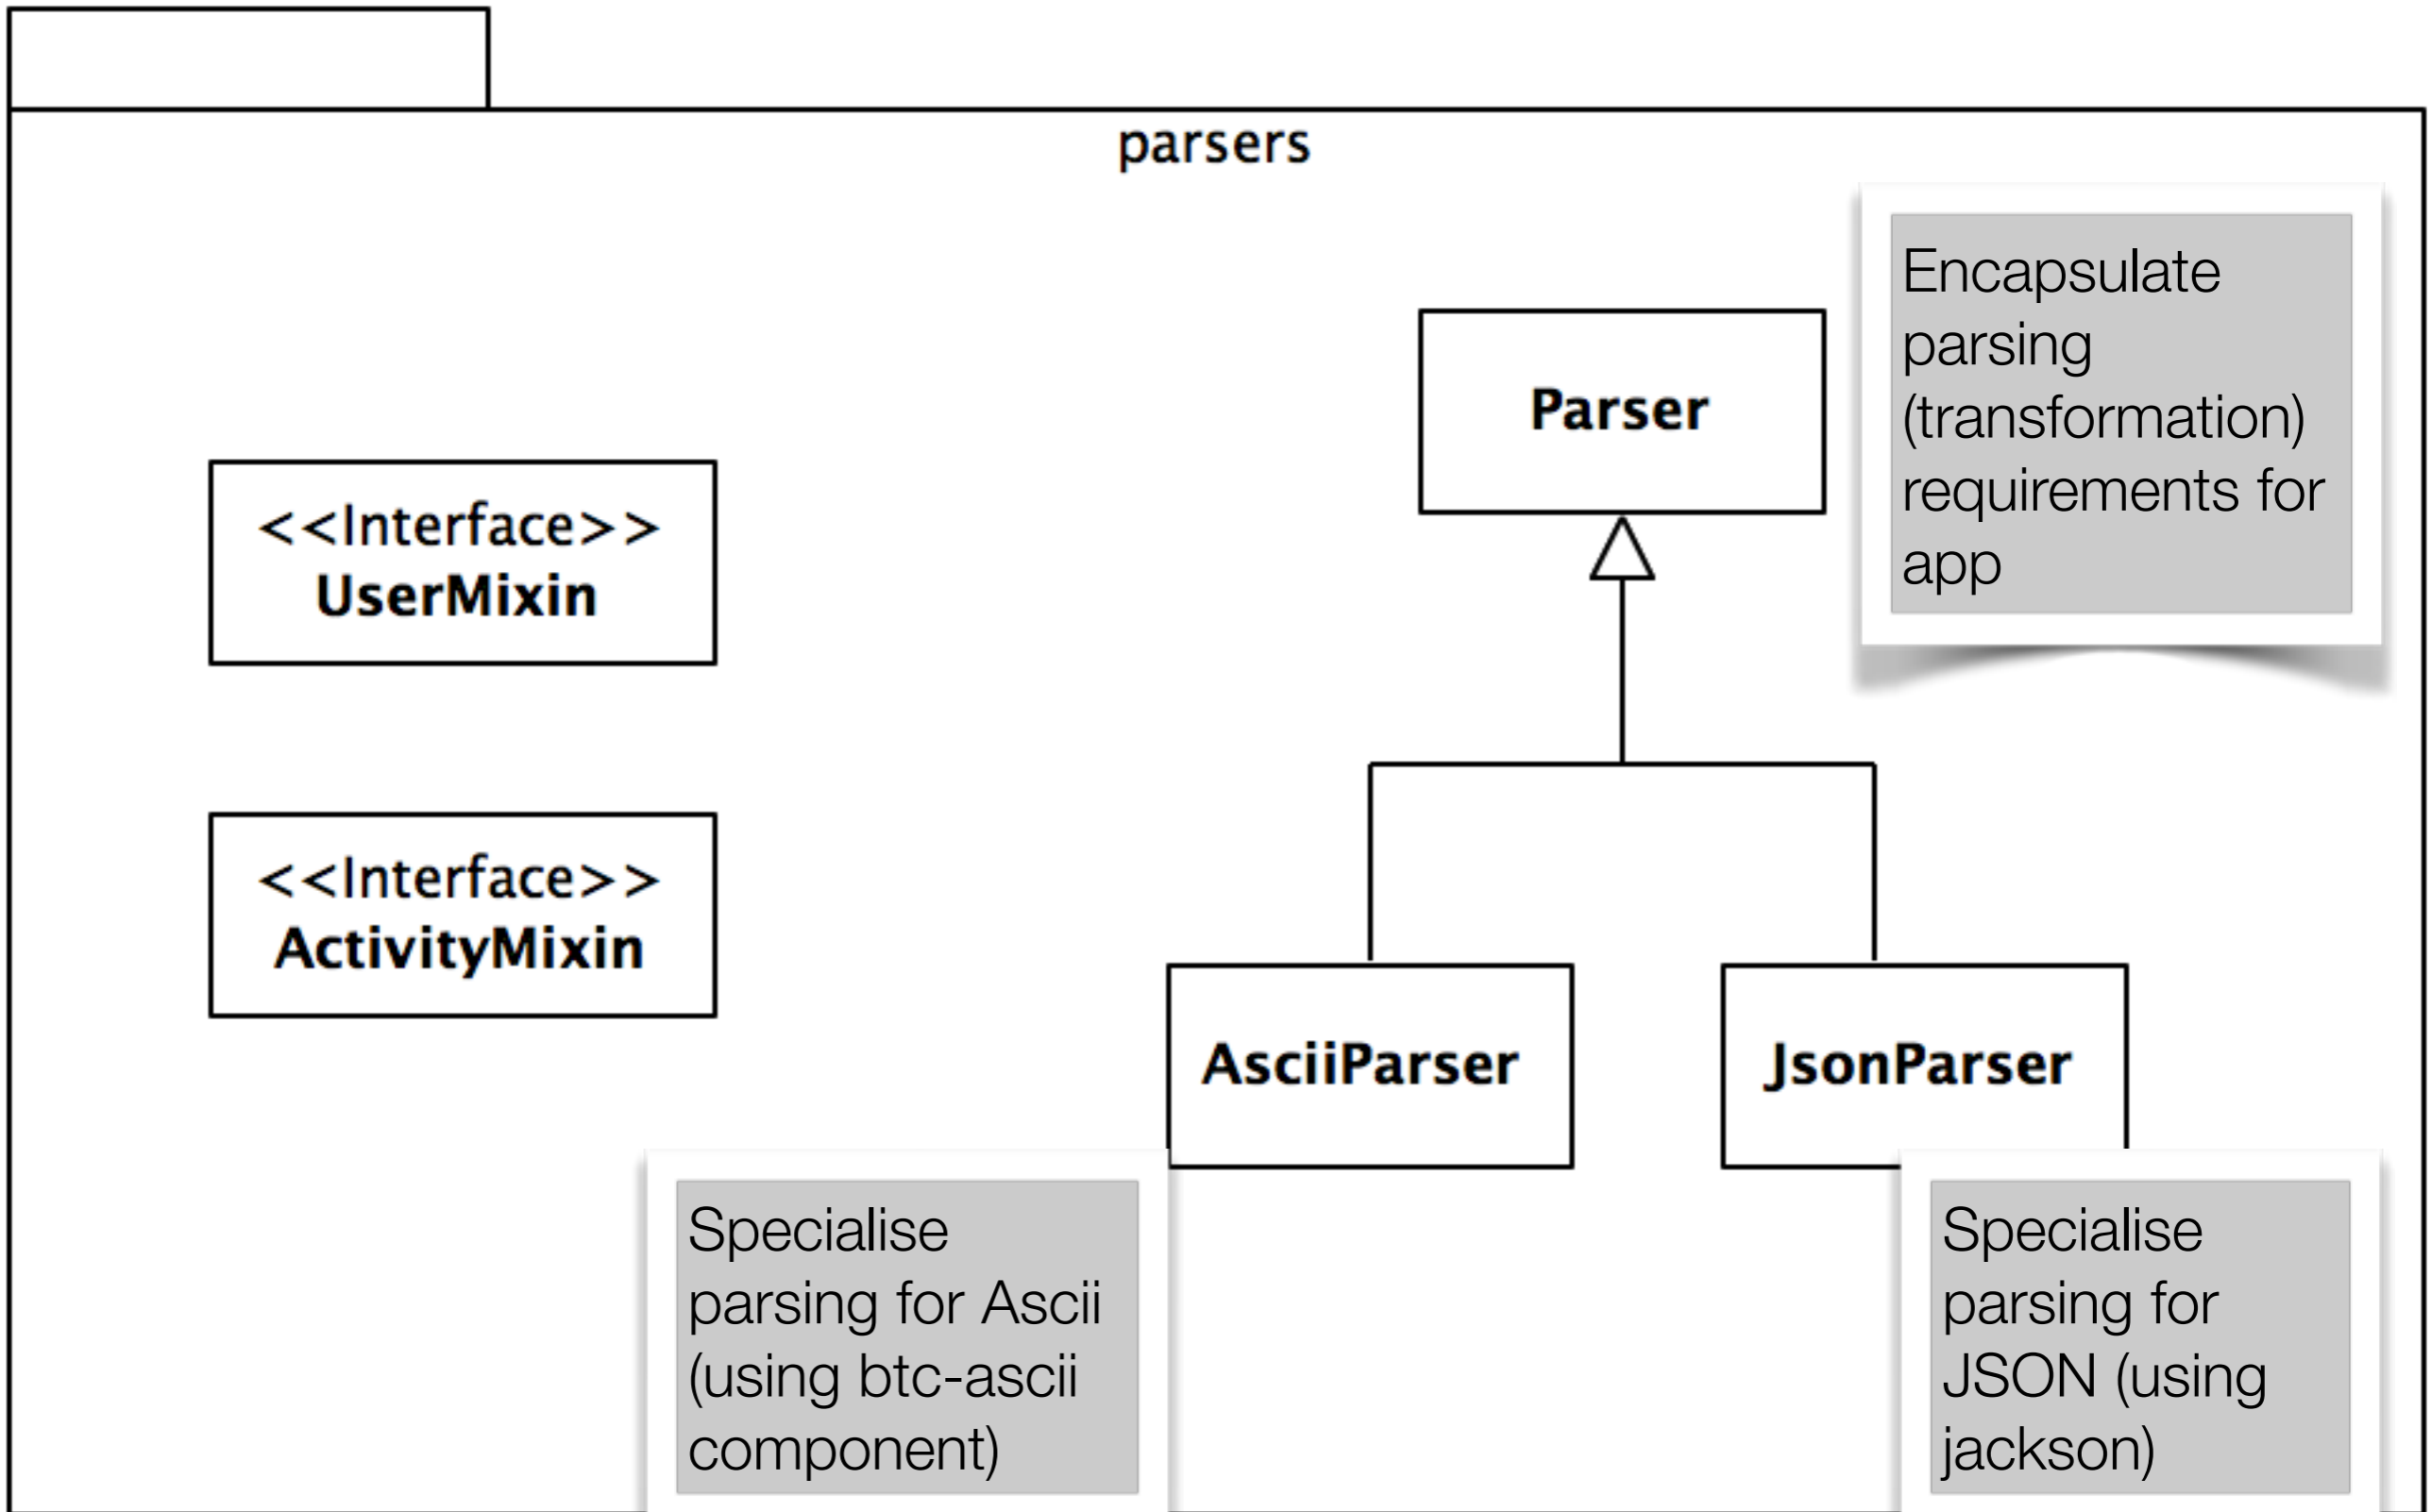 parsers
Encapsulate
parsing
(transformation)
requirements for
app
Parser
<<Interface>>
UserMixin
<<Interface>>
ActivityMixin
AsciiParser
JsonParser
Specialise
parsing for Ascii
(using btc-ascii
component)
Specialise
parsing for
JSON (using
jackson)